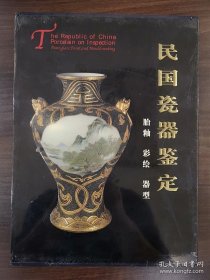 The Republic of China
Porcelain on Inspection
民国瓷器鉴定
胎釉 彩绘 器型